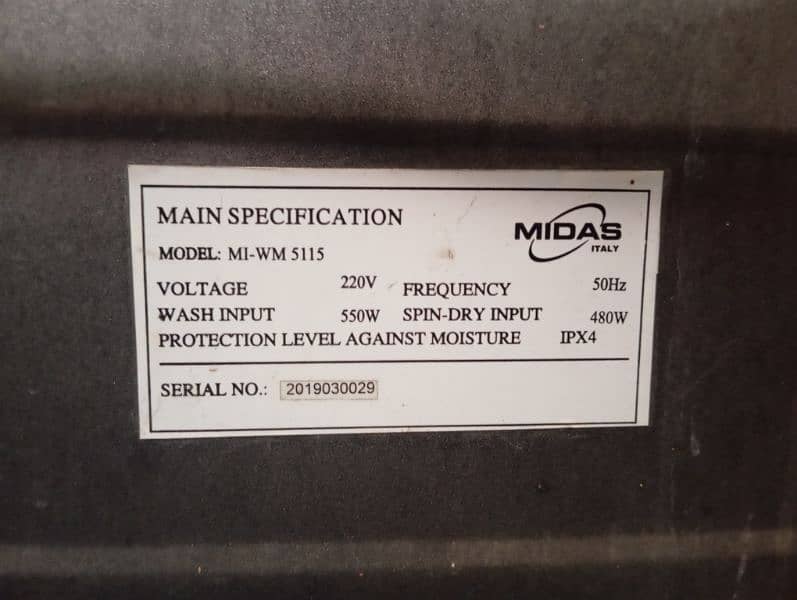 MAIN SPECIFICATION
MIDAS
ITALY
MODEL: MI-WM 5115
VOLTAGE 220V FREQUENCY 50Hz
WASH INPUT 550W SPIN-DRY INPUT 480W
PROTECTION LEVEL AGAINST MOISTURE IPX4
SERIAL NO.: 2019030029